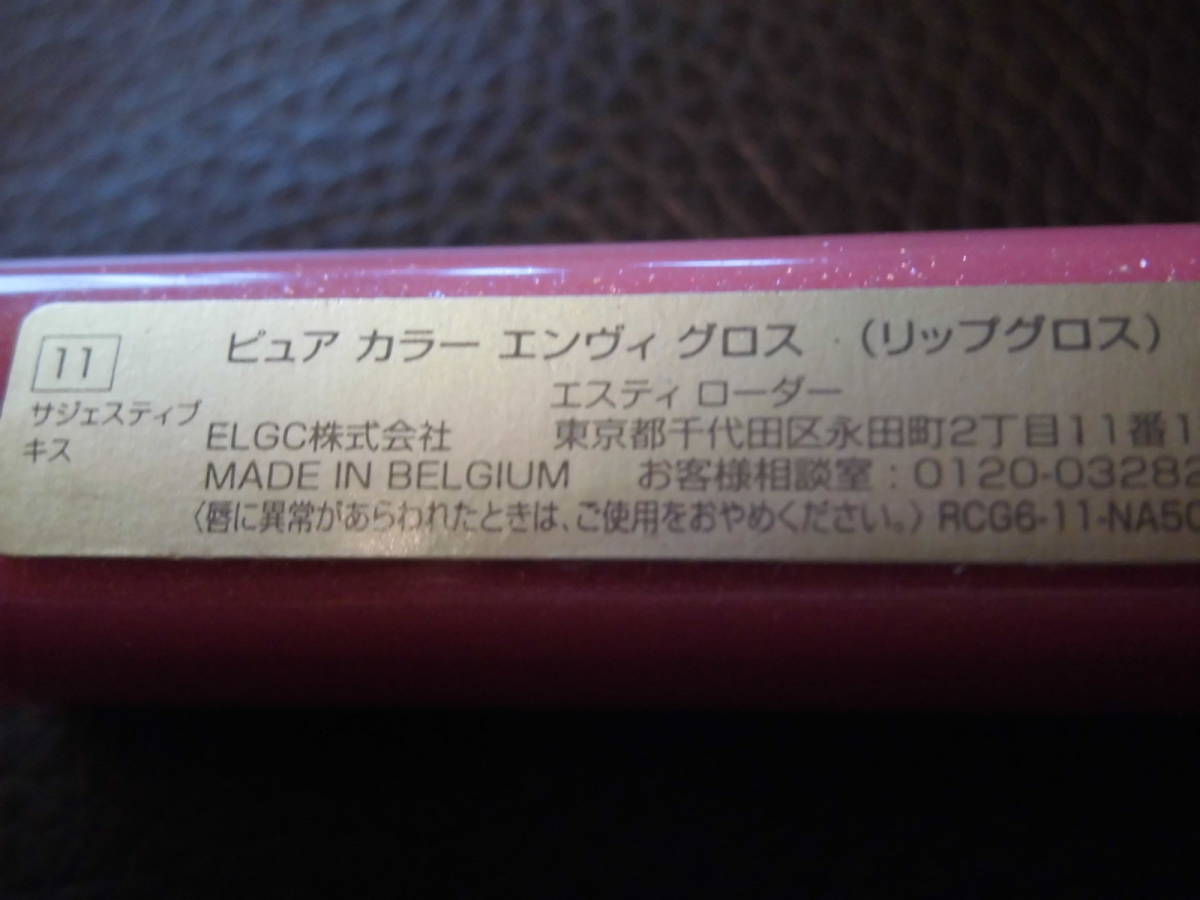 11 ピュア カラー エンヴィ グロス （リップグロス）
サジェスティブ
キス
エスティ ローダー
ELGC株式会社 東京都千代田区永田町2丁目11番1
MADE IN BELGIUM お客様相談室：0120-03282
〈唇に異常があらわれたときは、ご使用をおやめください。〉 RCG6-11-NA50